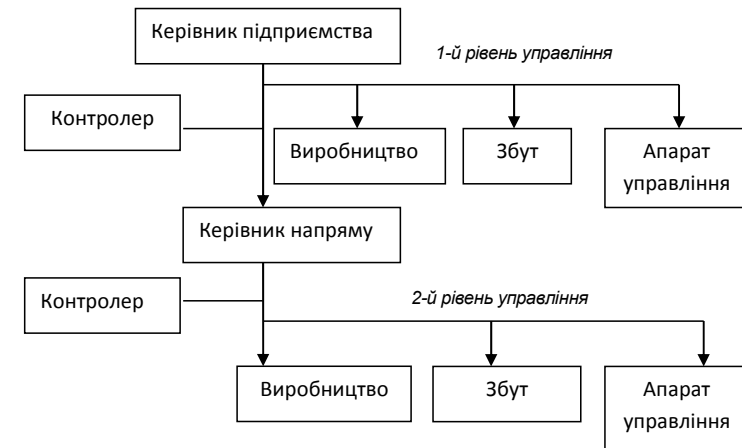 Керівник підприємства
1-й рівень управління
Контролер
Виробництво
Збут
Апарат
управління
Керівник напряму
Контролер
2-й рівень управління
Виробництво
Збут
Апарат
управління